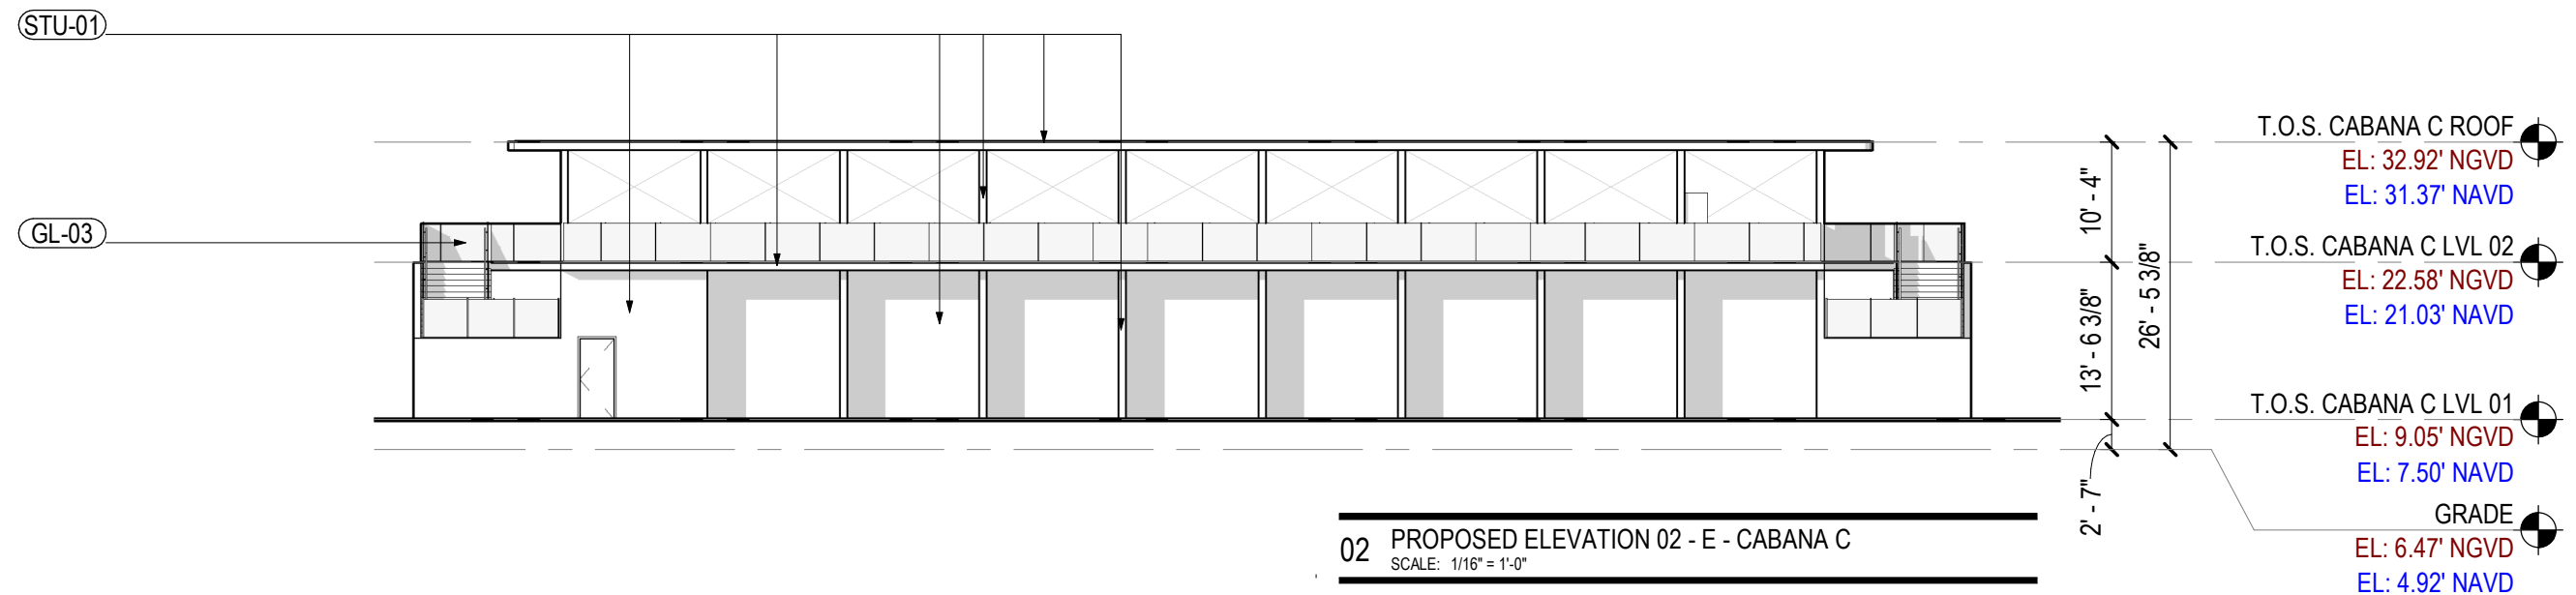 STU-01
GL-03
T.O.S. CABANA C ROOF
EL: 32.92' NGVD
EL: 31.37' NAVD
10' - 4"
T.O.S. CABANA C LVL 02
EL: 22.58' NGVD
EL: 21.03' NAVD
13' - 6 3/8"
26' - 5 3/8"
T.O.S. CABANA C LVL 01
EL: 9.05' NGVD
EL: 7.50' NAVD
2' - 7"
GRADE
EL: 6.47' NGVD
EL: 4.92' NAVD
02 PROPOSED ELEVATION 02 - E - CABANA C
SCALE: 1/16" = 1'-0"